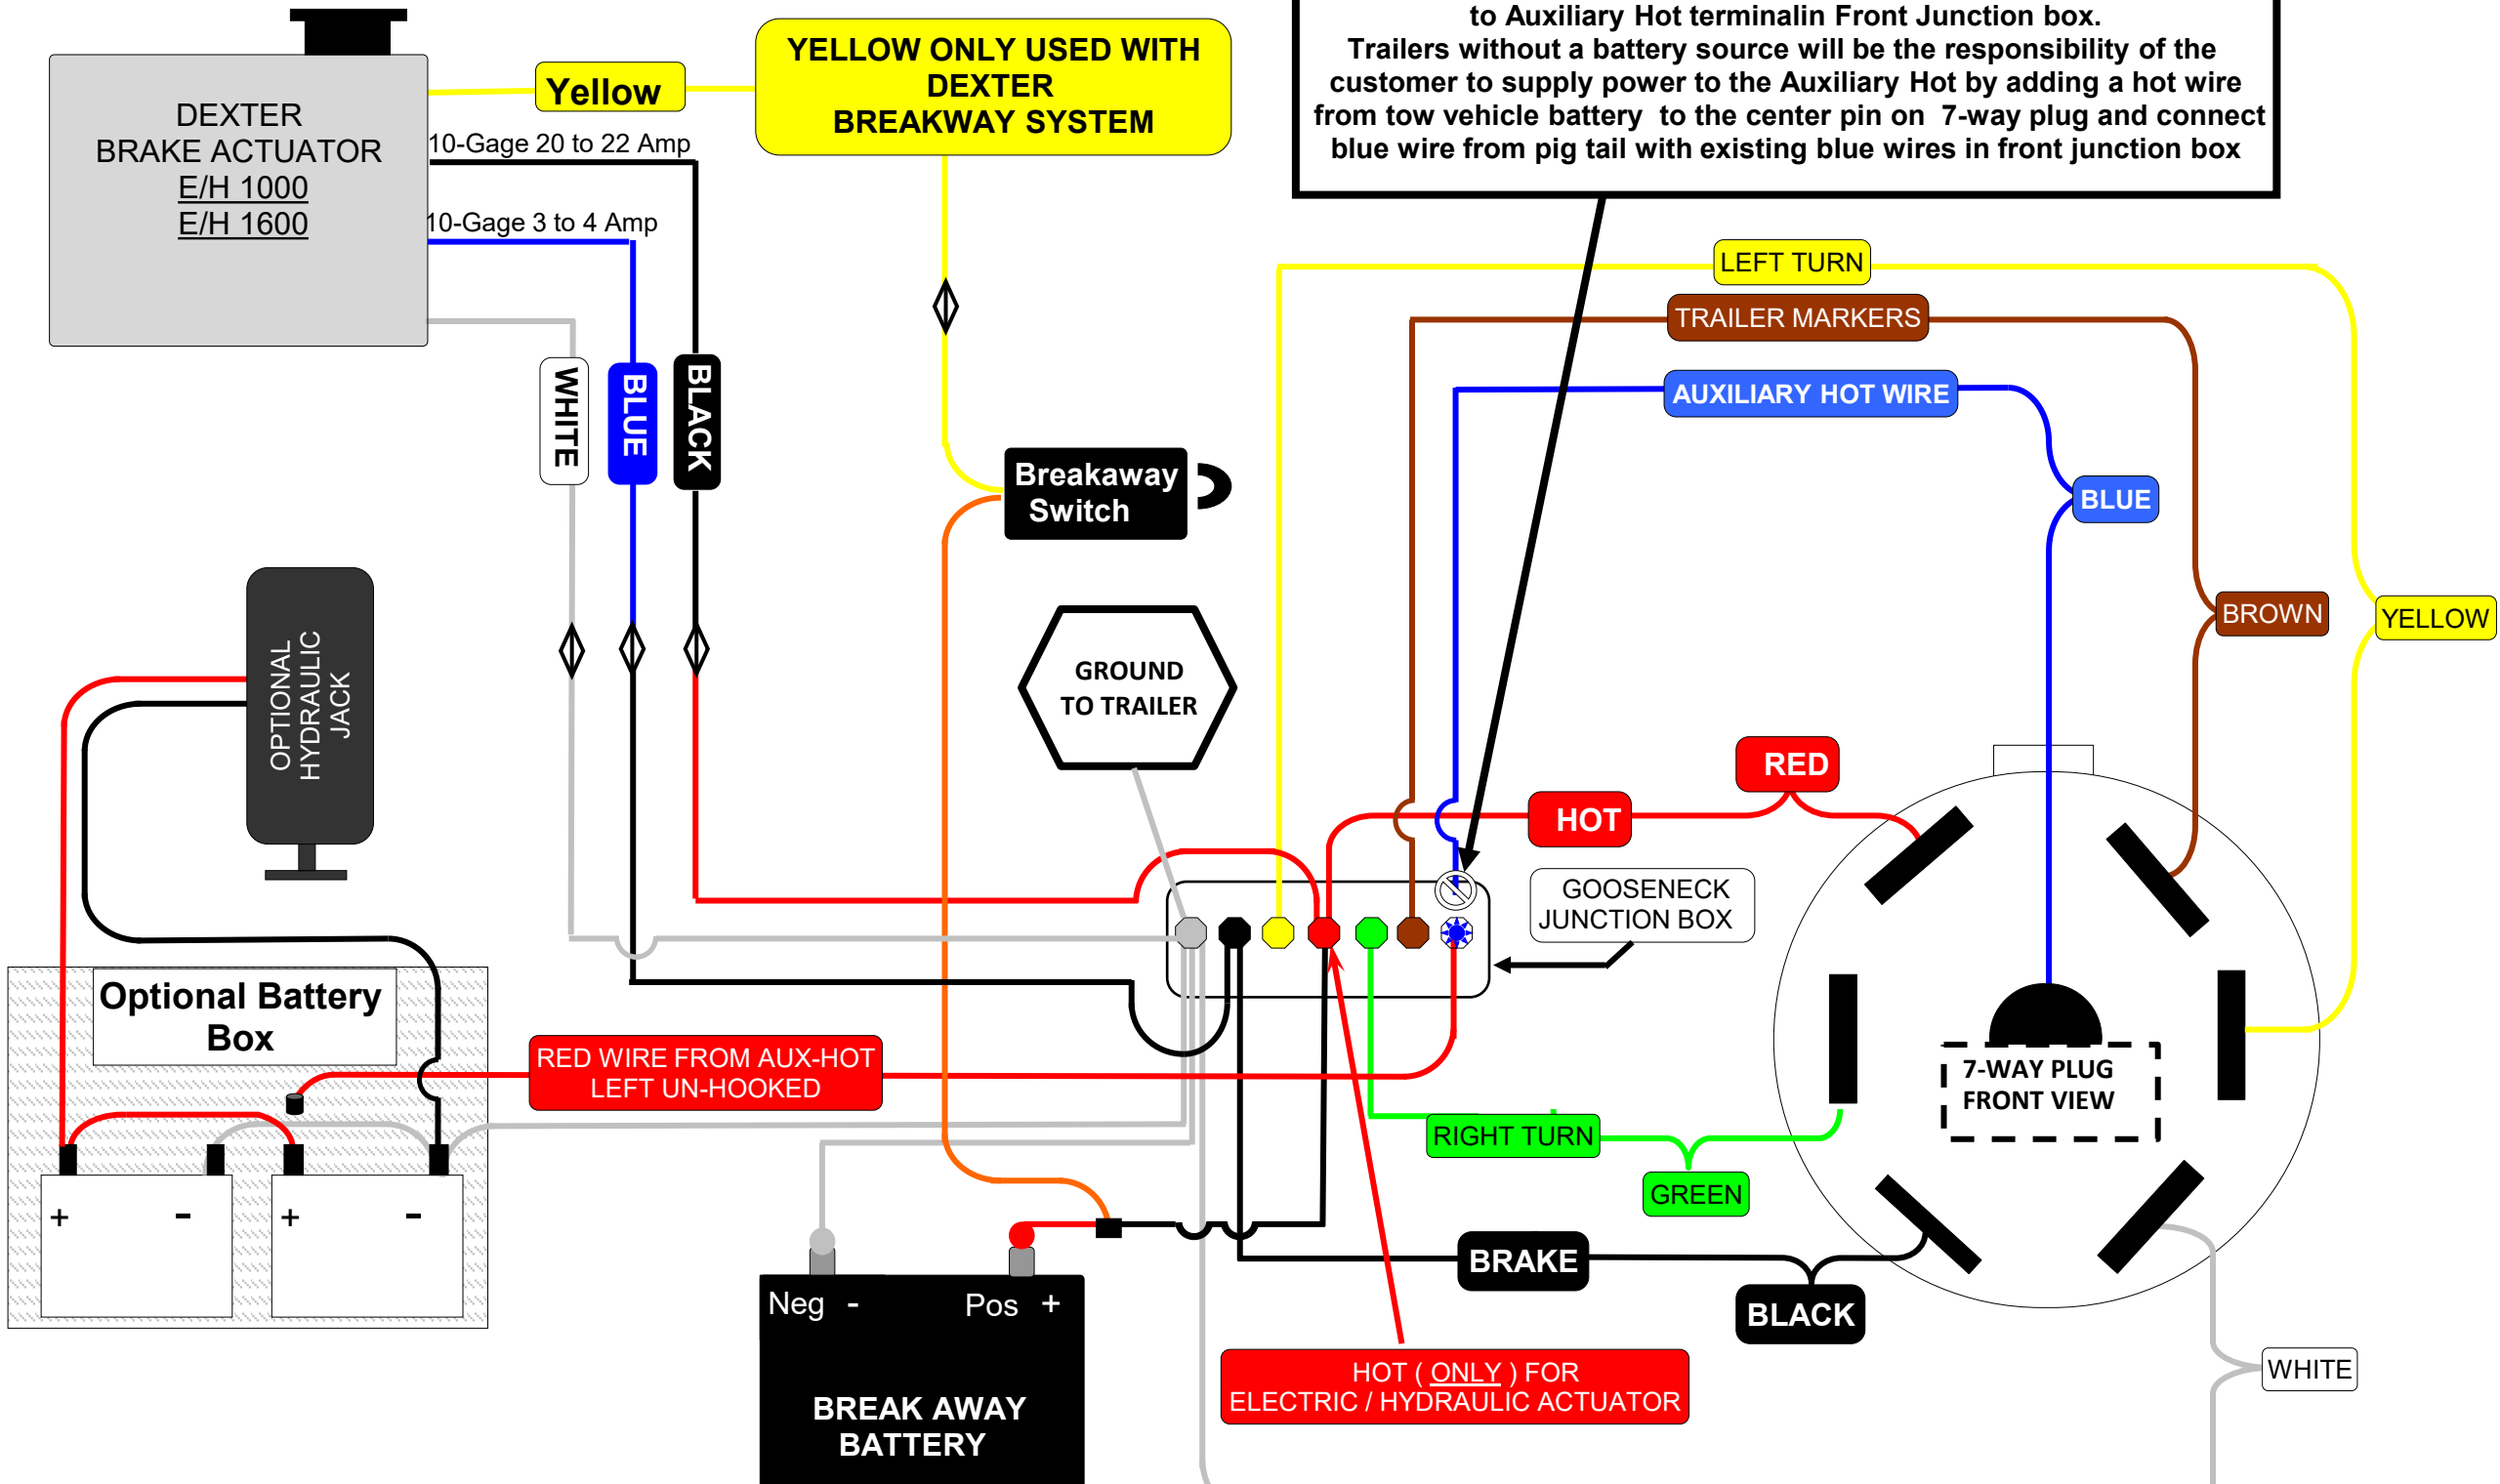 to Auxiliary Hot terminalin Front Junction box.
Trailers without a battery source will be the responsibility of the
customer to supply power to the Auxiliary Hot by adding a hot wire
from tow vehicle battery to the center pin on 7-way plug and connect
blue wire from pig tail with existing blue wires in front junction box
YELLOW ONLY USED WITH
DEXTER
BREAKWAY SYSTEM
Yellow
DEXTER
BRAKE ACTUATOR
E/H 1000
E/H 1600
10-Gage 20 to 22 Amp
10-Gage 3 to 4 Amp
WHITE
BLUE
BLACK
LEFT TURN
TRAILER MARKERS
AUXILIARY HOT WIRE
BLUE
BROWN
YELLOW
Breakaway
Switch
OPTIONAL
HYDRAULIC
JACK
GROUND
TO TRAILER
RED
HOT
GOOSENECK
JUNCTION BOX
Optional Battery
Box
RED WIRE FROM AUX-HOT
LEFT UN-HOOKED
7-WAY PLUG
FRONT VIEW
RIGHT TURN
GREEN
+ - + -
BRAKE
BLACK
Neg - Pos +
BREAK AWAY
BATTERY
HOT ( ONLY ) FOR
ELECTRIC / HYDRAULIC ACTUATOR
WHITE